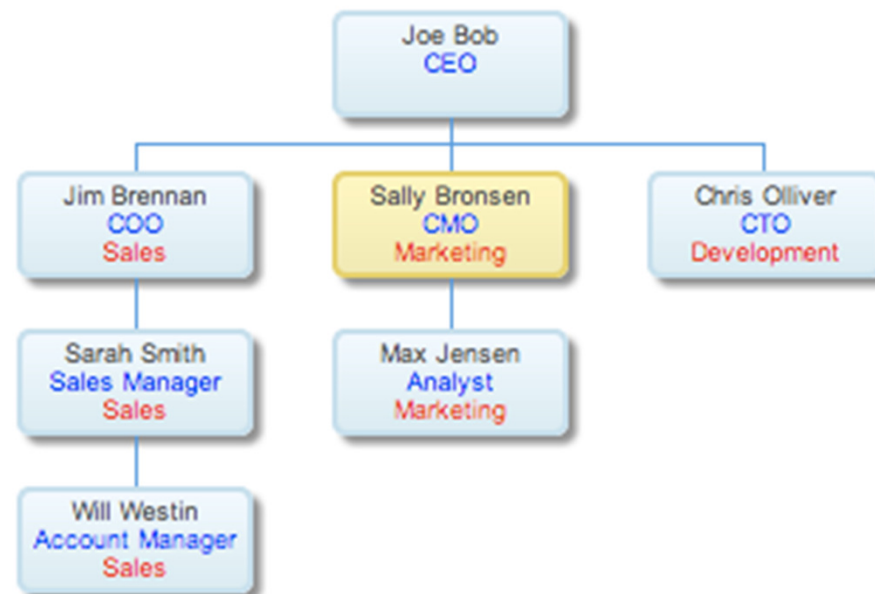 Joe Bob
CEO
Jim Brennan
COO
Sales
Sally Bronsen
CMO
Marketing
Chris Olliver
CTO
Development
Sarah Smith
Sales Manager
Sales
Max Jensen
Analyst
Marketing
Will Westin
Account Manager
Sales